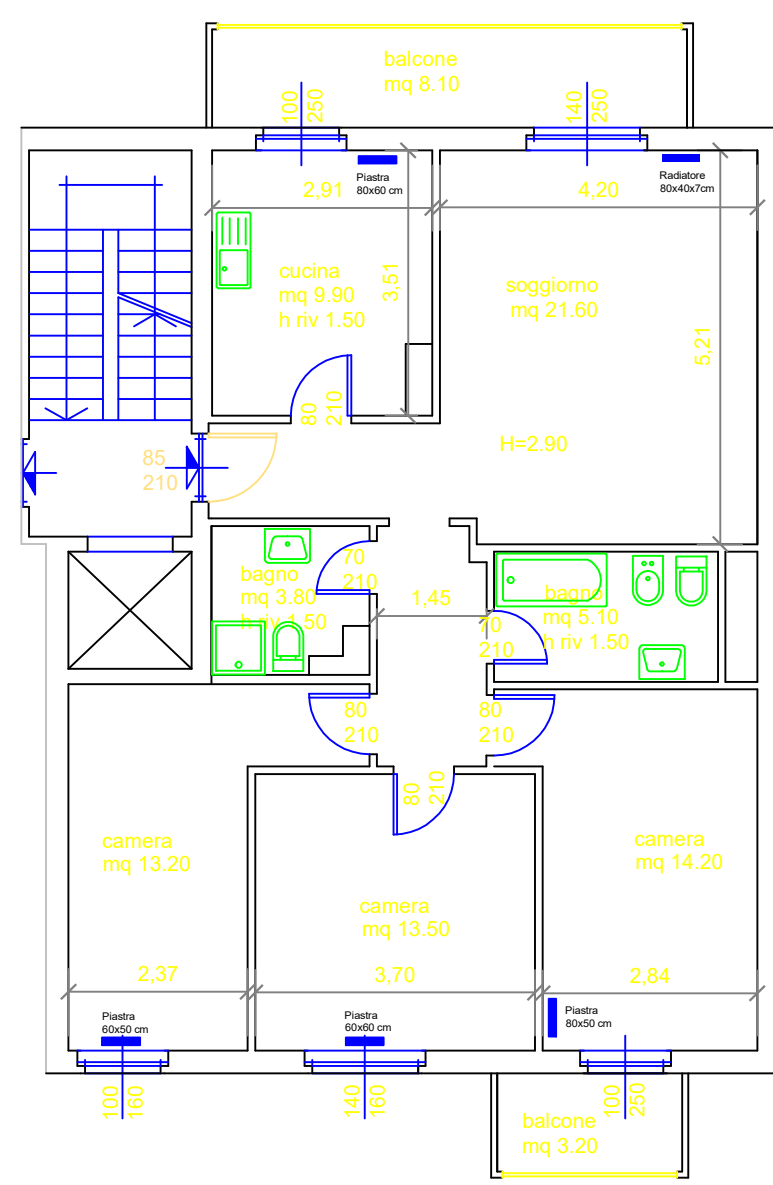 balcone
mq 8.10
100
250
140
250
Piastra
80x60 cm
Radiatore
80x40x7cm
2,91
4,20
cucina
mq 9.90
h riv 1.50
3,51
soggiorno
mq 21.60
5,21
80
210
H=2.90
85
210
70
210
bagno
mq 3.80
h riv 1.50
1,45
bagno
mq 5.10
h riv 1.50
70
210
80
210
80
210
80
210
camera
mq 13.20
camera
mq 14.20
camera
mq 13.50
2,37
3,70
2,84
Piastra
60x50 cm
Piastra
60x60 cm
Piastra
80x50 cm
100
160
140
160
100
250
balcone
mq 3.20